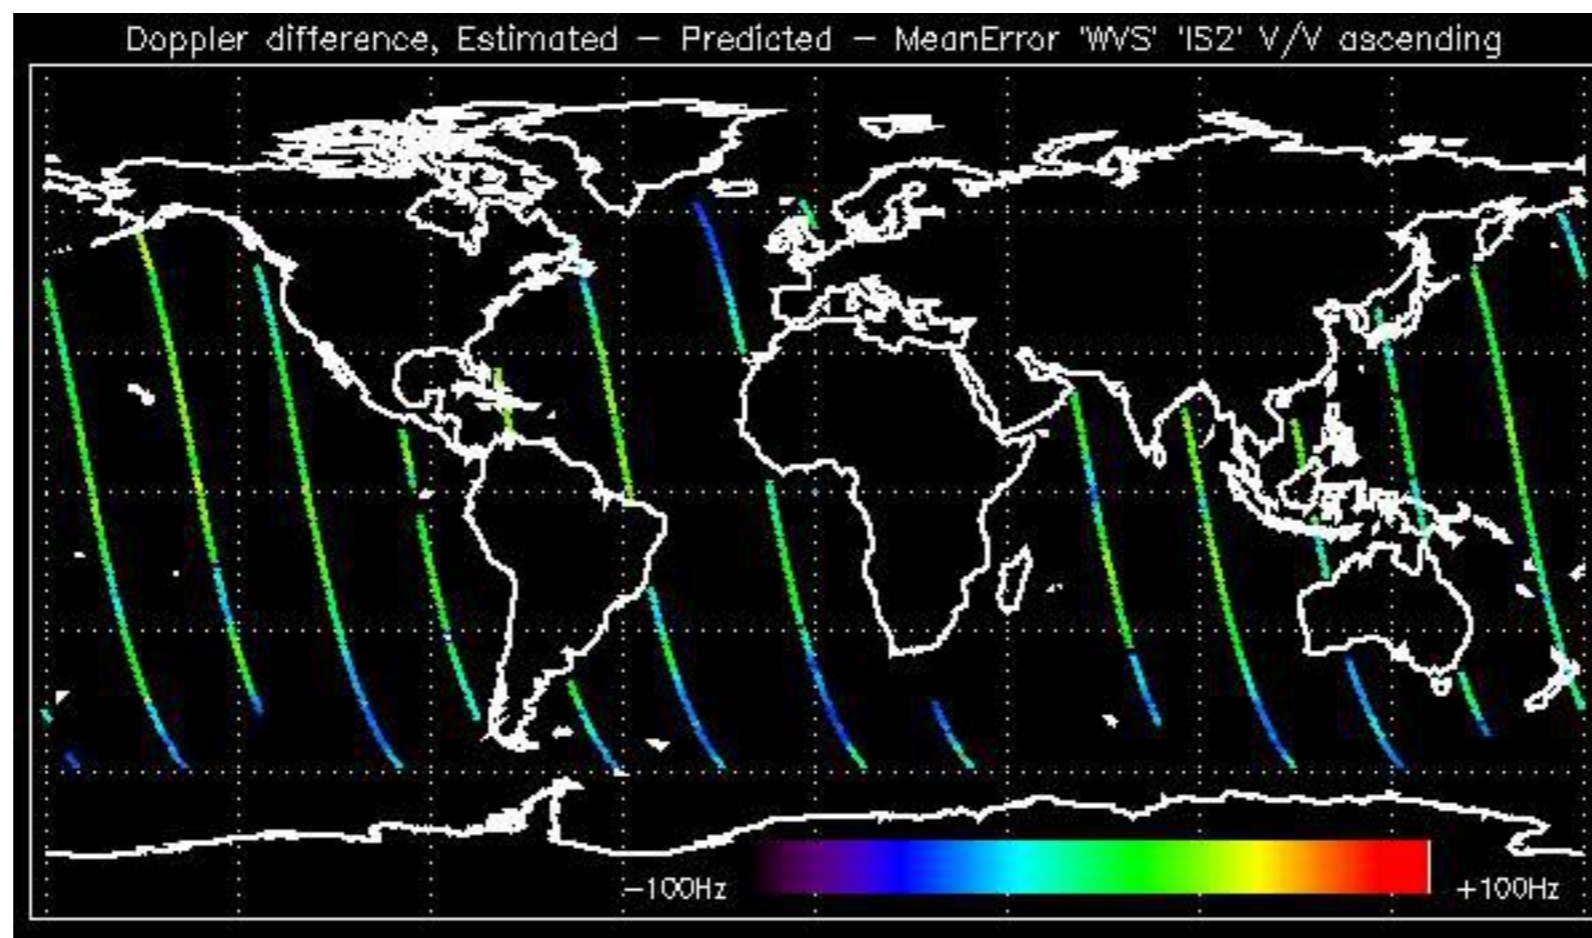 Doppler difference, Estimated – Predicted – MeanError 'WVS' 'IS2' V/V ascending
–100Hz +100Hz